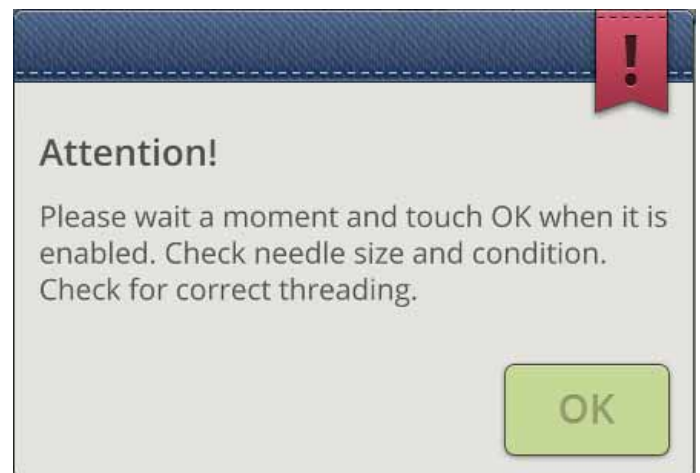 !
Attention!
Please wait a moment and touch OK when it is
enabled. Check needle size and condition.
Check for correct threading.
OK